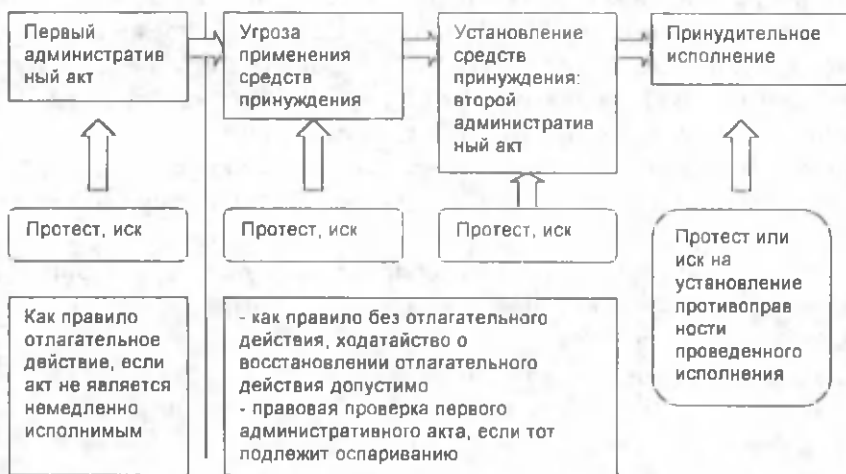 Первый
административ
ный акт
Угроза
применения
средств
принуждения
Установление
средств
принуждения:
второй
административ
ный акт
Принудительное
исполнение
Протест, иск
Протест, иск
Протест, иск
Протест или
иск на
установление
противоправ
ности
проведенного
исполнения
Как правило
отлагательное
действие, если
акт не является
немедленно
исполнимым
- как правило без отлагательного
действия, ходатайство о
восстановлении отлагательного
действия допустимо
- правовая проверка первого
административного акта, если тот
подлежит оспариванию